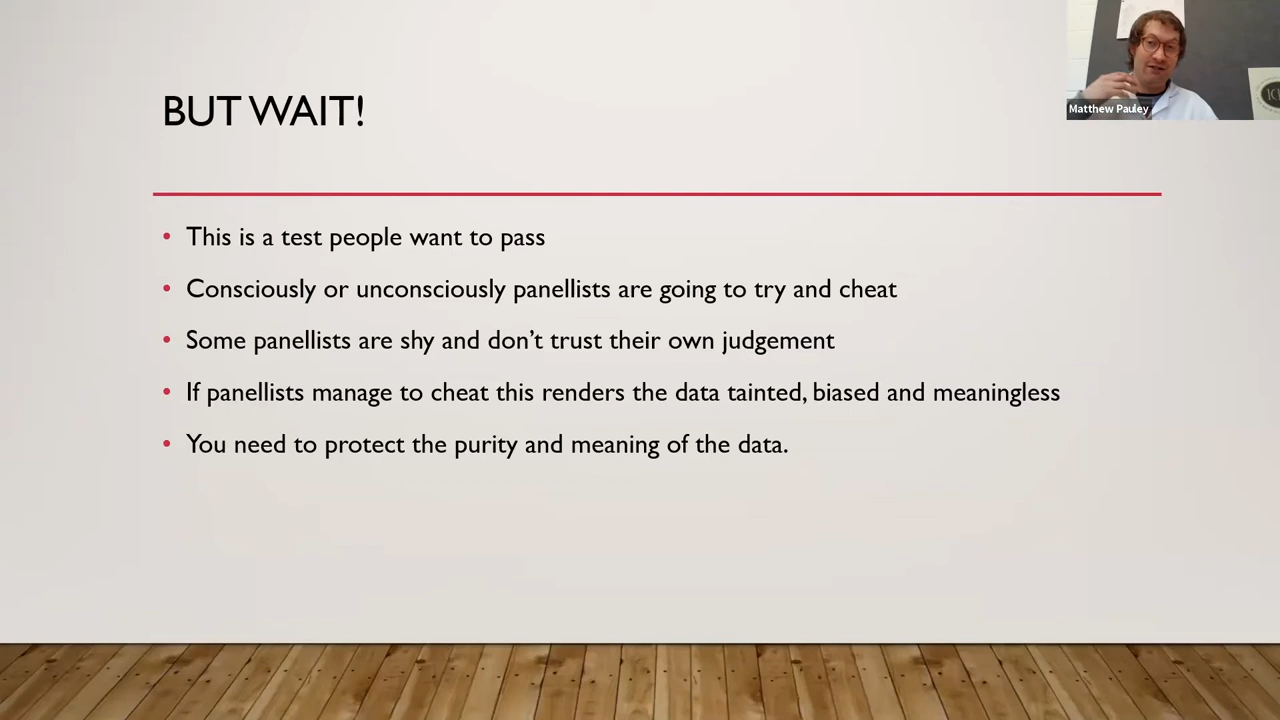 BUT WAIT!
Matthew Pauley
This is a test people want to pass
Consciously or unconsciously panellists are going to try and cheat
Some panellists are shy and don't trust their own judgement
If panellists manage to cheat this renders the data tainted, biased and meaningless
You need to protect the purity and meaning of the data.